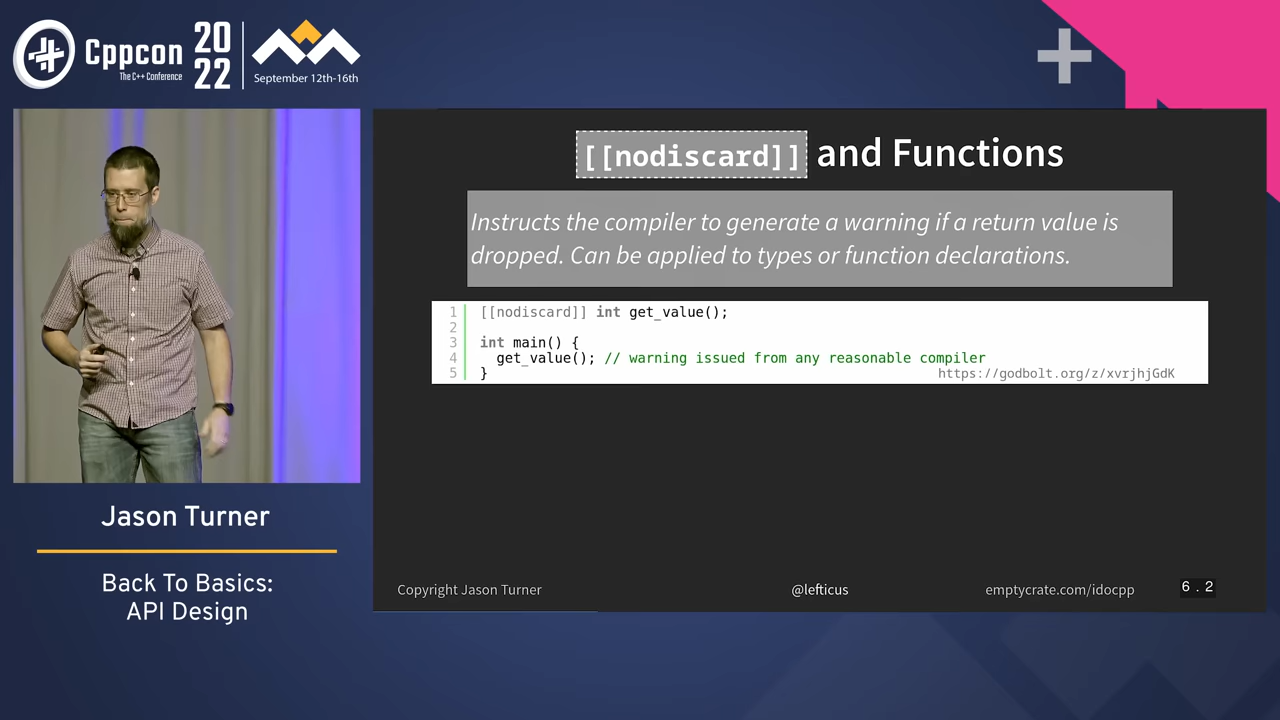 Cppcon
The C++ Conference
20
22
September 12th-16th
[[nodiscard]] and Functions
Instructs the compiler to generate a warning if a return value is
dropped. Can be applied to types or function declarations.
1 [[nodiscard]] int get_value();
2
3 int main() {
4 get_value(); // warning issued from any reasonable compiler
5 }
https://godbolt.org/z/xvrjhjGdK
Jason Turner
Back To Basics:
API Design
Copyright Jason Turner
@lefticus
emptycrate.com/idocpp
6 . 2